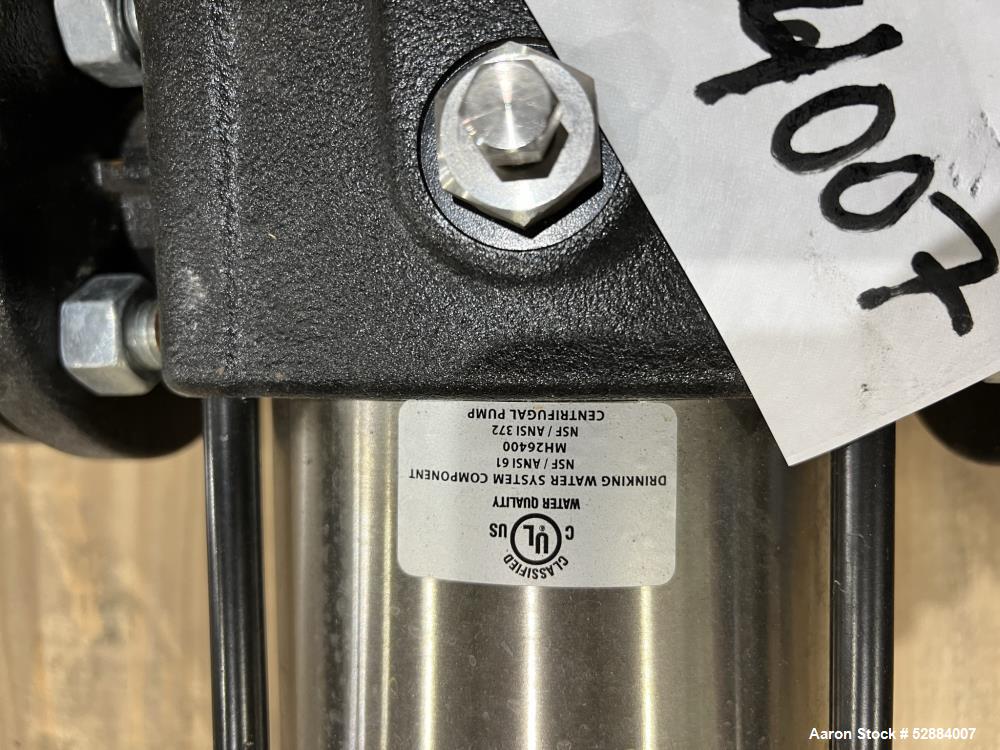 4007
CLASSIFIED
C UL US
®
WATER QUALITY
DRINKING WATER SYSTEM COMPONENT
NSF / ANSI 61
MH26400
NSF / ANSI 372
CENTRIFUGAL PUMP
Aaron Stock # 52884007